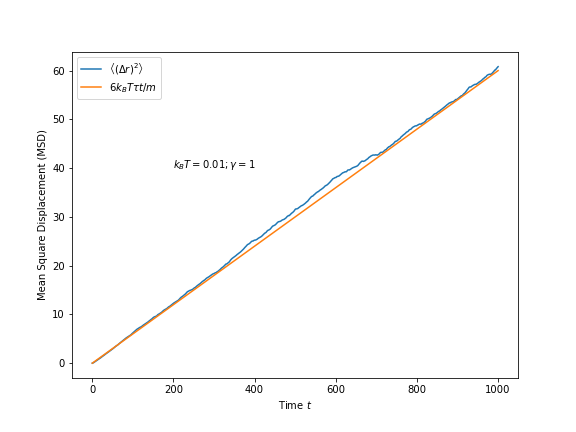 ⟨(Δr)²⟩
6k_BTτt/m
k_BT = 0.01; γ = 1
60
50
40
30
20
10
0
Mean Square Displacement (MSD)
0 200 400 600 800 1000
Time t